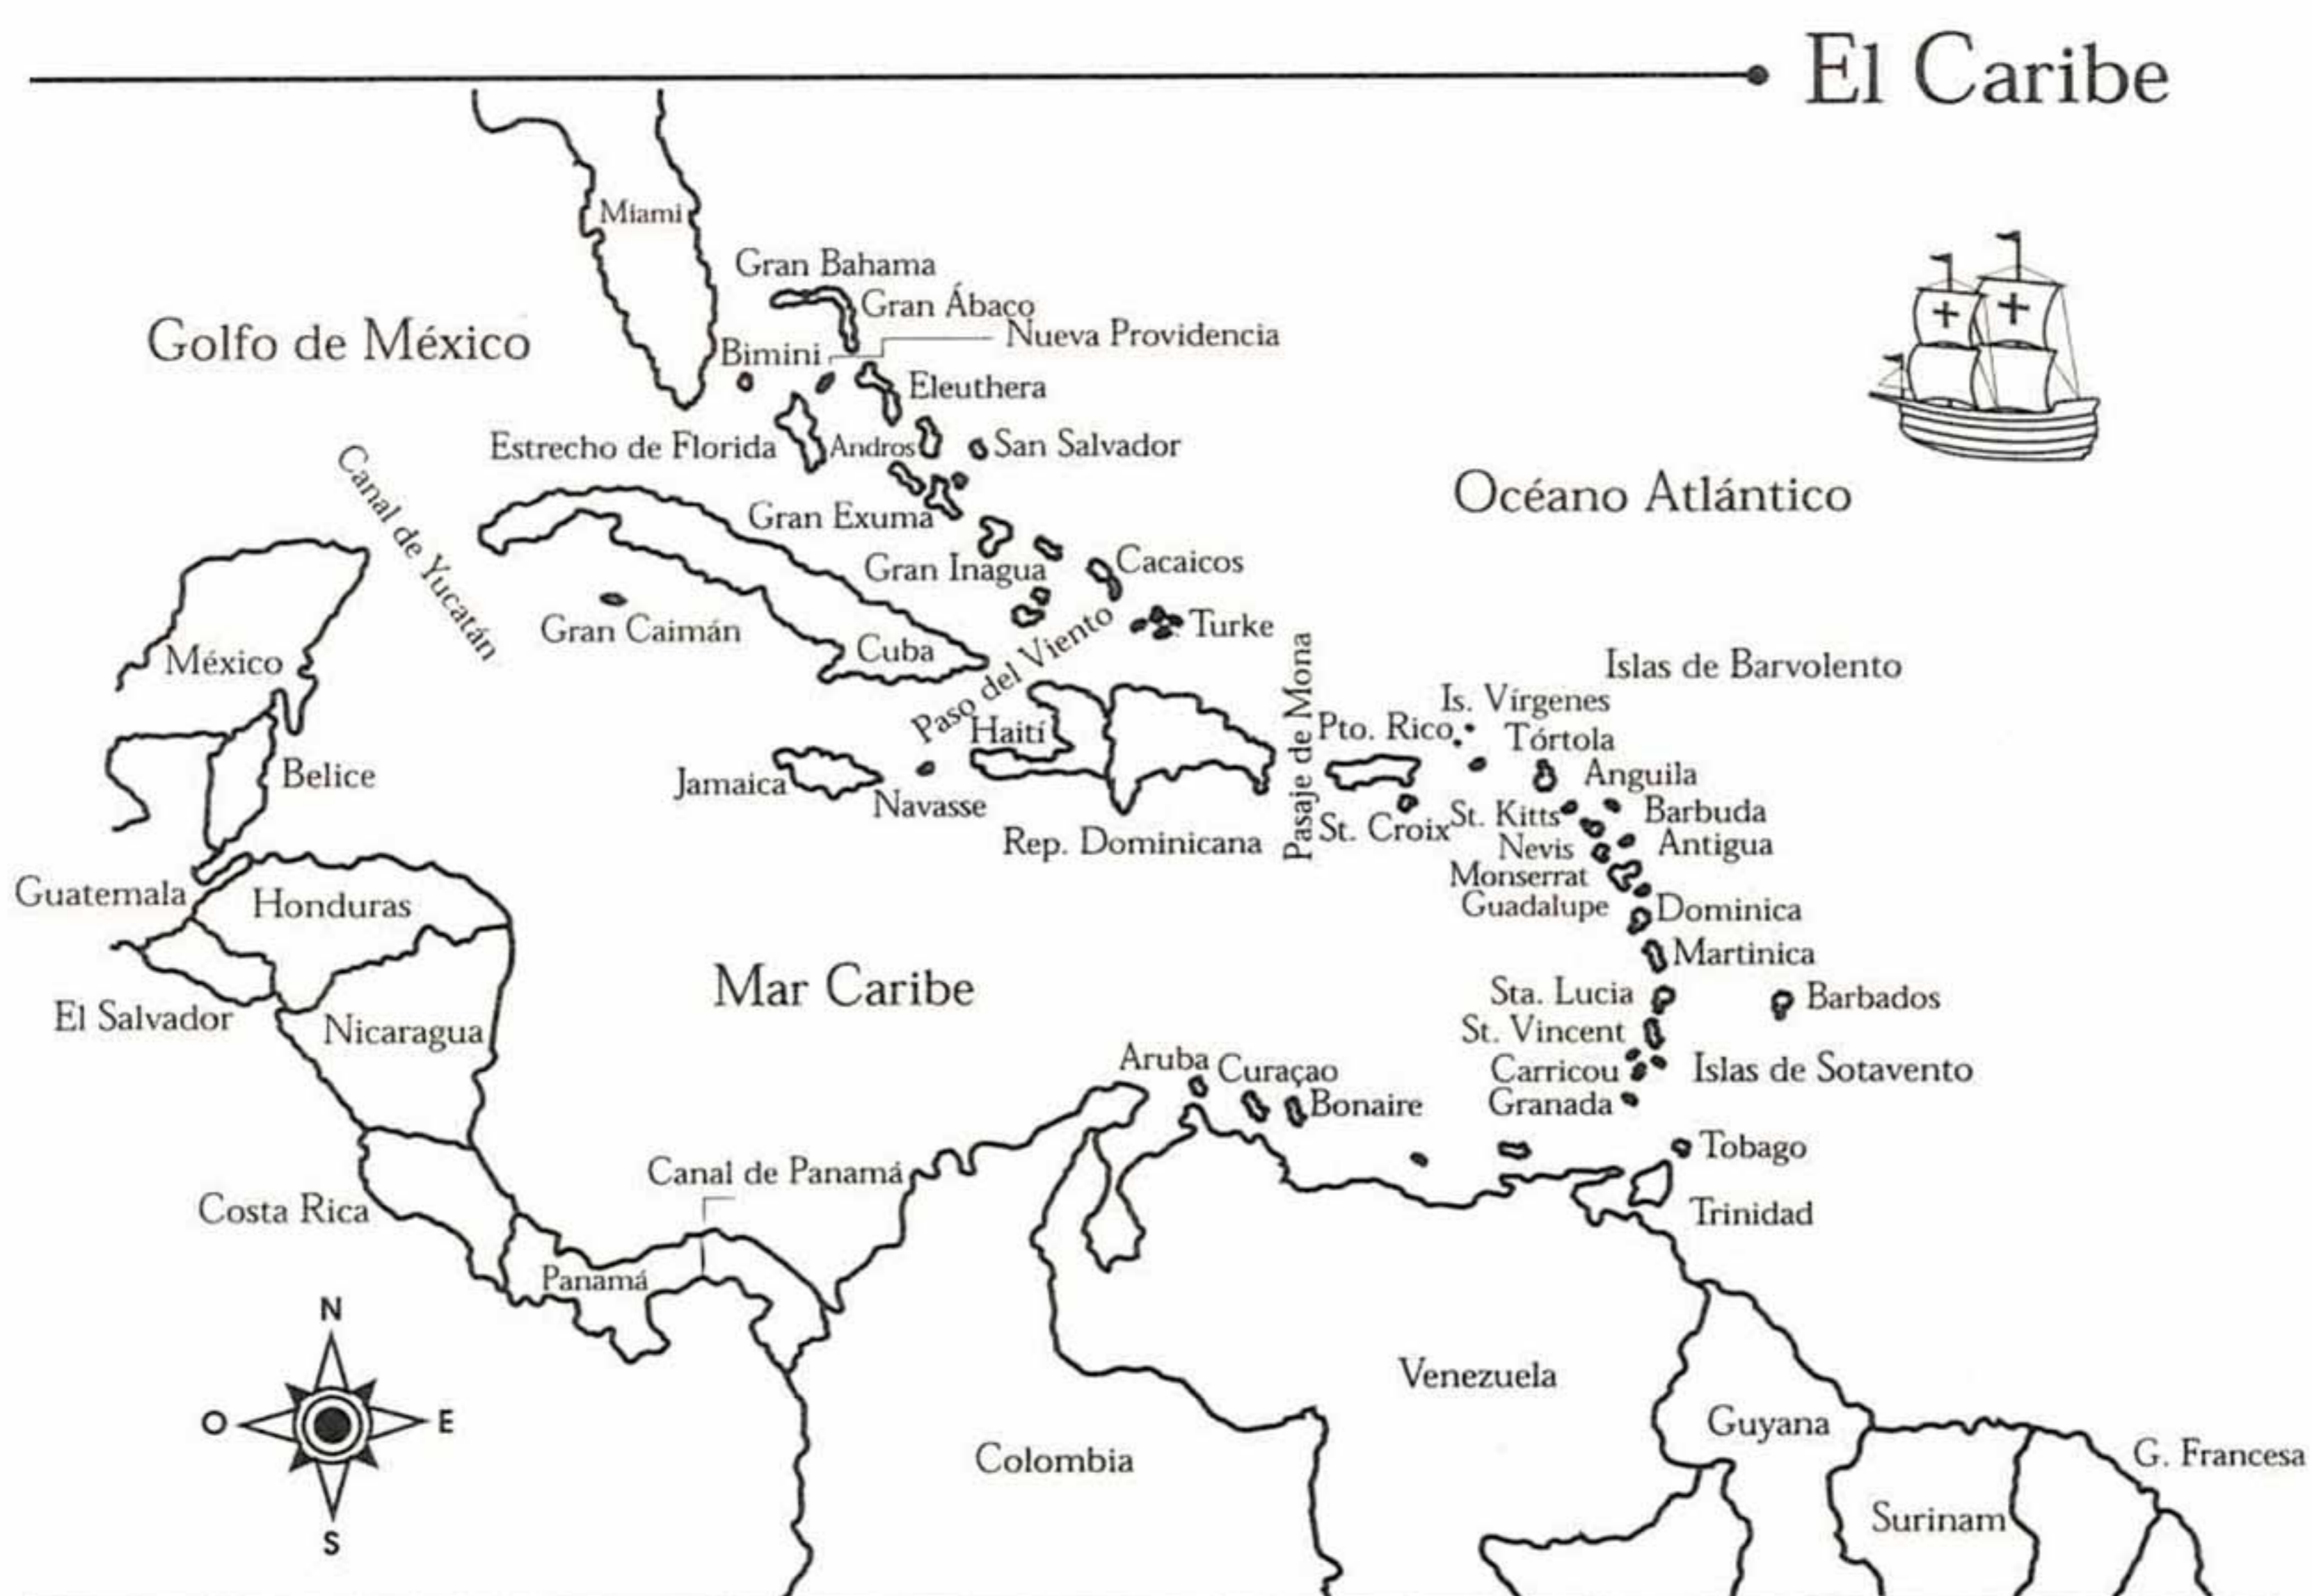 El Caribe
Miami
Gran Bahama
Gran Ábaco
Golfo de México
Nueva Providencia
Bimini
Eleuthera
Estrecho de Florida
Andros
San Salvador
Canal de Yucatán
Océano Atlántico
Gran Exuma
Gran Inagua
Cacaicos
Gran Caimán
Turke
Cuba
Paso del Viento
México
Pasaje de Mona
Islas de Barvolento
Is. Vírgenes
Haití
Pto. Rico
Tórtola
Belice
Jamaica
Anguila
Navasse
St. Kitts
Barbuda
Rep. Dominicana
St. Croix
Nevis
Antigua
Monserrat
Guatemala
Honduras
Guadalupe
Dominica
Martinica
Mar Caribe
Sta. Lucia
Barbados
El Salvador
Nicaragua
St. Vincent
Aruba
Curaçao
Carricou
Islas de Sotavento
Bonaire
Granada
Tobago
Canal de Panamá
Costa Rica
Trinidad
Panamá
N
Venezuela
O
E
Guyana
Colombia
G. Francesa
Surinam
S